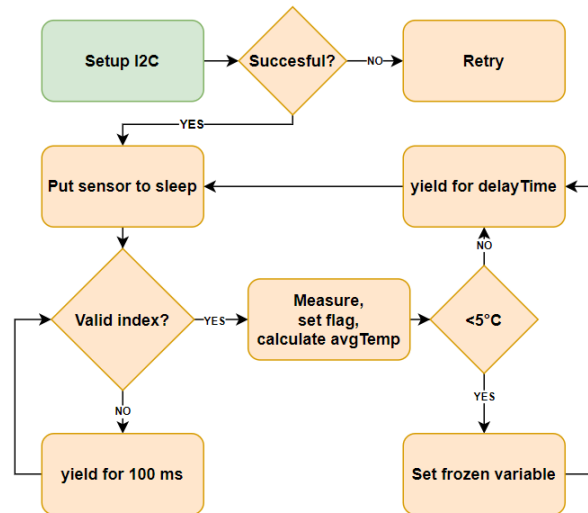 Setup I2C
Succesful?
NO
Retry
YES
Put sensor to sleep
yield for delayTime
NO
Valid index?
YES
Measure,
set flag,
calculate avgTemp
<5°C
NO
YES
yield for 100 ms
Set frozen variable